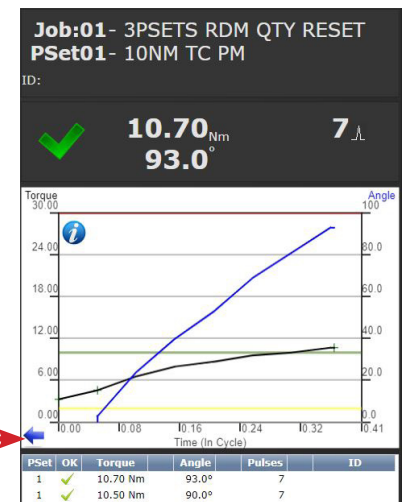 Job:01- 3PSETS RDM QTY RESET
PSet01- 10NM TC PM
ID:
10.70 Nm 7
93.0°
Torque Angle
30.00 100
i
24.00 80.0
18.00 60.0
12.00 40.0
6.00 20.0
0.00 0.0
0.00 0.08 0.16 0.24 0.32 0.41
Time (In Cycle)
PSet OK Torque Angle Pulses ID
1 10.70 Nm 93.0° 7
1 10.50 Nm 90.0° 7